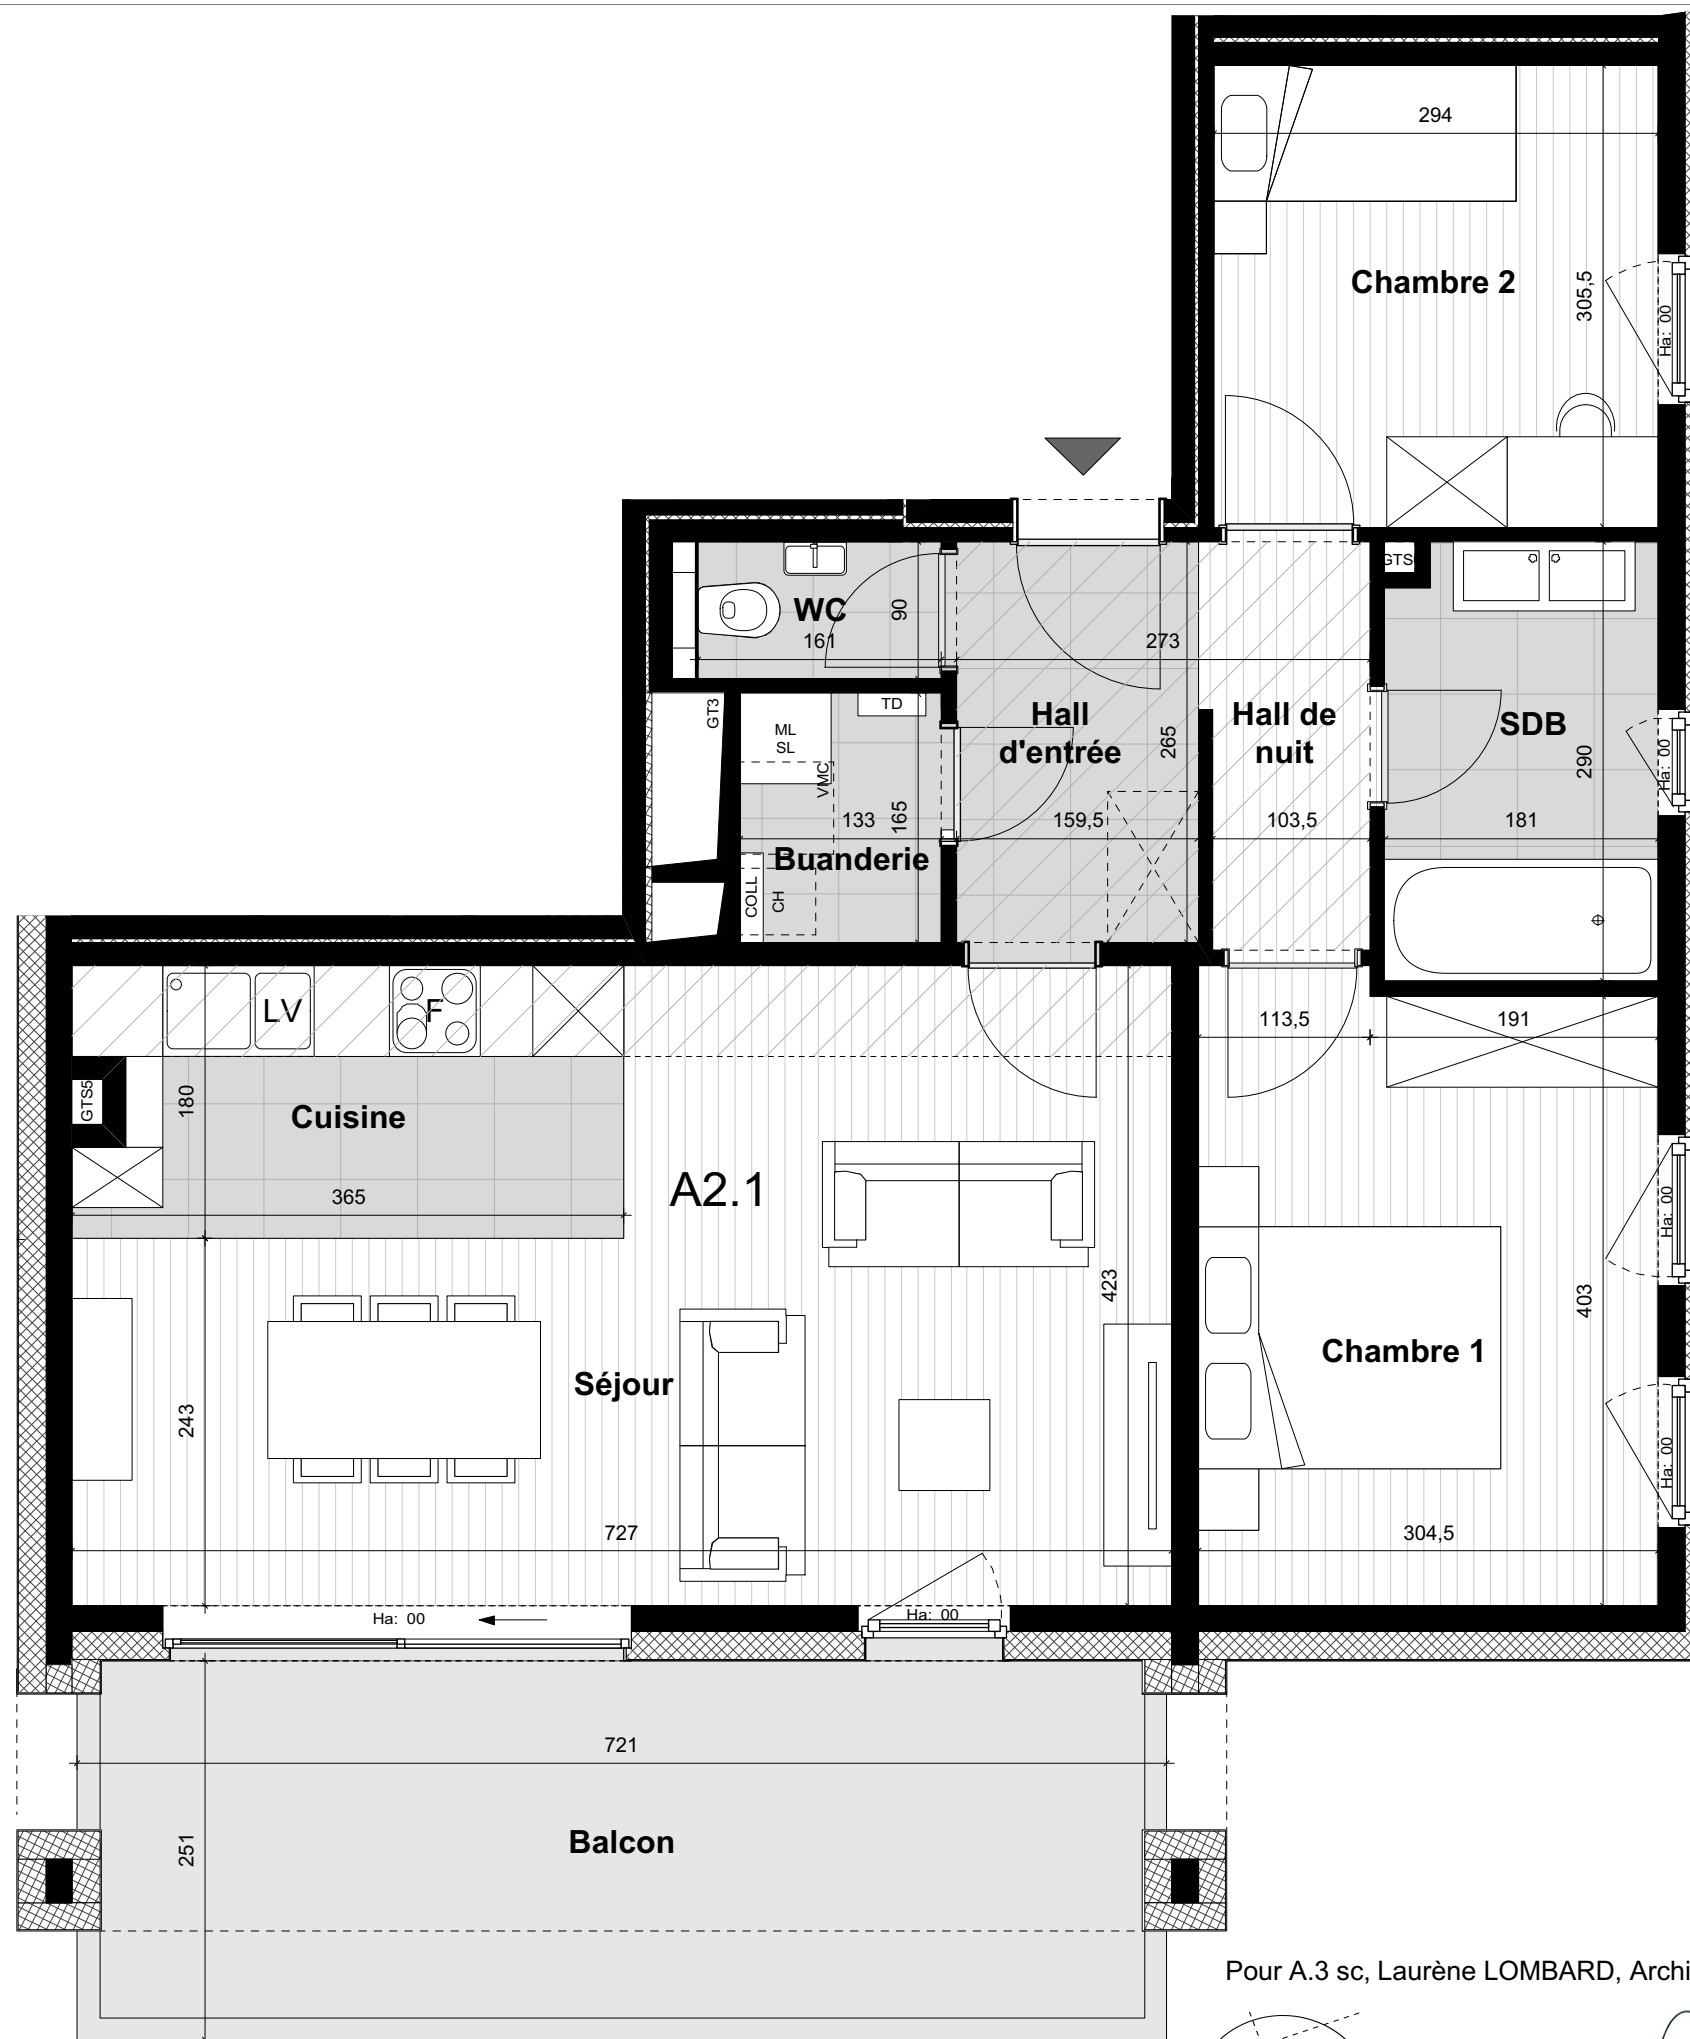 294
Chambre 2
305,5
Ha: 00
GTS
WC
90
161
273
Hall
d'entrée
265
Hall de
nuit
SDB
290
Ha: 00
GT3
TD
ML
SL
VMC
133
165
159,5
103,5
181
Buanderie
COLL
CH
LV
F
113,5
191
GTS5
180
Cuisine
365
A2.1
423
Ha: 00
403
Chambre 1
Séjour
243
Ha: 00
727
304,5
Ha: 00
Ha: 00
721
Balcon
251
Pour A.3 sc, Laurène LOMBARD, Archi